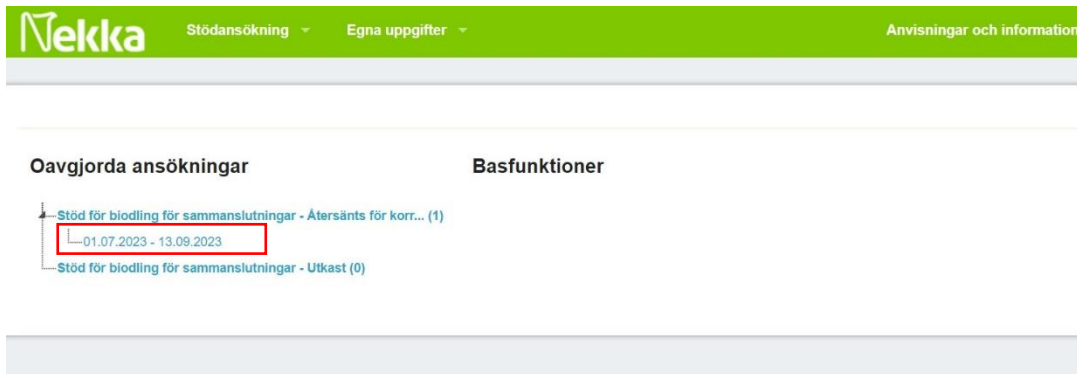 Nekka Stödansökning Egna uppgifter Anvisningar och information
Oavgjorda ansökningar Basfunktioner
Stöd för biodling för sammanslutningar - Återsänts för korr... (1)
01.07.2023 - 13.09.2023
Stöd för biodling för sammanslutningar - Utkast (0)